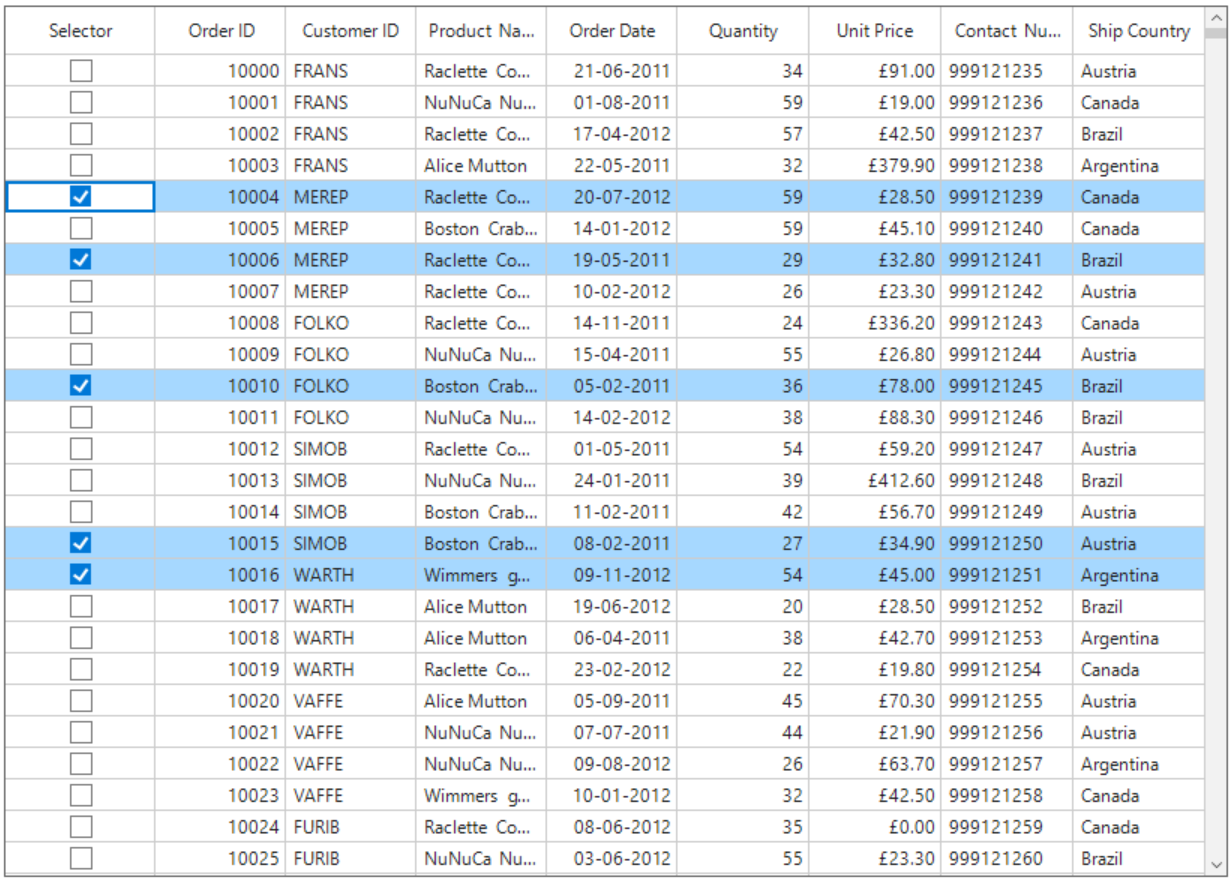 Selector Order ID Customer ID Product Na... Order Date Quantity Unit Price Contact Nu... Ship Country
10000 FRANS Raclette Co... 21-06-2011 34 £91.00 999121235 Austria
10001 FRANS NuNuCa Nu... 01-08-2011 59 £19.00 999121236 Canada
10002 FRANS Raclette Co... 17-04-2012 57 £42.50 999121237 Brazil
10003 FRANS Alice Mutton 22-05-2011 32 £379.90 999121238 Argentina
10004 MEREP Raclette Co... 20-07-2012 59 £28.50 999121239 Canada
10005 MEREP Boston Crab... 14-01-2012 59 £45.10 999121240 Canada
10006 MEREP Raclette Co... 19-05-2011 29 £32.80 999121241 Brazil
10007 MEREP Raclette Co... 10-02-2012 26 £23.30 999121242 Austria
10008 FOLKO Raclette Co... 14-11-2011 24 £336.20 999121243 Canada
10009 FOLKO NuNuCa Nu... 15-04-2011 55 £26.80 999121244 Austria
10010 FOLKO Boston Crab... 05-02-2011 36 £78.00 999121245 Brazil
10011 FOLKO NuNuCa Nu... 14-02-2012 38 £88.30 999121246 Brazil
10012 SIMOB Raclette Co... 01-05-2011 54 £59.20 999121247 Austria
10013 SIMOB NuNuCa Nu... 24-01-2011 39 £412.60 999121248 Brazil
10014 SIMOB Boston Crab... 11-02-2011 42 £56.70 999121249 Austria
10015 SIMOB Boston Crab... 08-02-2011 27 £34.90 999121250 Austria
10016 WARTH Wimmers g... 09-11-2012 54 £45.00 999121251 Argentina
10017 WARTH Alice Mutton 19-06-2012 20 £28.50 999121252 Brazil
10018 WARTH Alice Mutton 06-04-2011 38 £42.70 999121253 Argentina
10019 WARTH Raclette Co... 23-02-2012 22 £19.80 999121254 Canada
10020 VAFFE Alice Mutton 05-09-2011 45 £70.30 999121255 Austria
10021 VAFFE NuNuCa Nu... 07-07-2011 44 £21.90 999121256 Austria
10022 VAFFE NuNuCa Nu... 09-08-2012 26 £63.70 999121257 Argentina
10023 VAFFE Wimmers g... 10-01-2012 32 £42.50 999121258 Canada
10024 FURIB Raclette Co... 08-06-2012 35 £0.00 999121259 Canada
10025 FURIB NuNuCa Nu... 03-06-2012 55 £23.30 999121260 Brazil